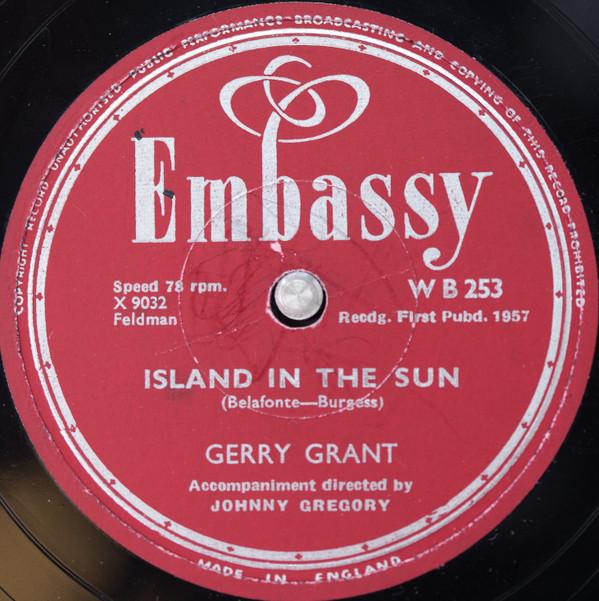 COPYRIGHT RECORD UNAUTHORISED PUBLIC PERFORMANCE BROADCASTING AND COPYING OF THIS RECORD PROHIBITED
Embassy
Speed 78 rpm.
X 9032
Feldman
WB 253
Recdg. First Pubd. 1957
ISLAND IN THE SUN
(Belafonte—Burgess)
GERRY GRANT
Accompaniment directed by
JOHNNY GREGORY
MADE IN ENGLAND